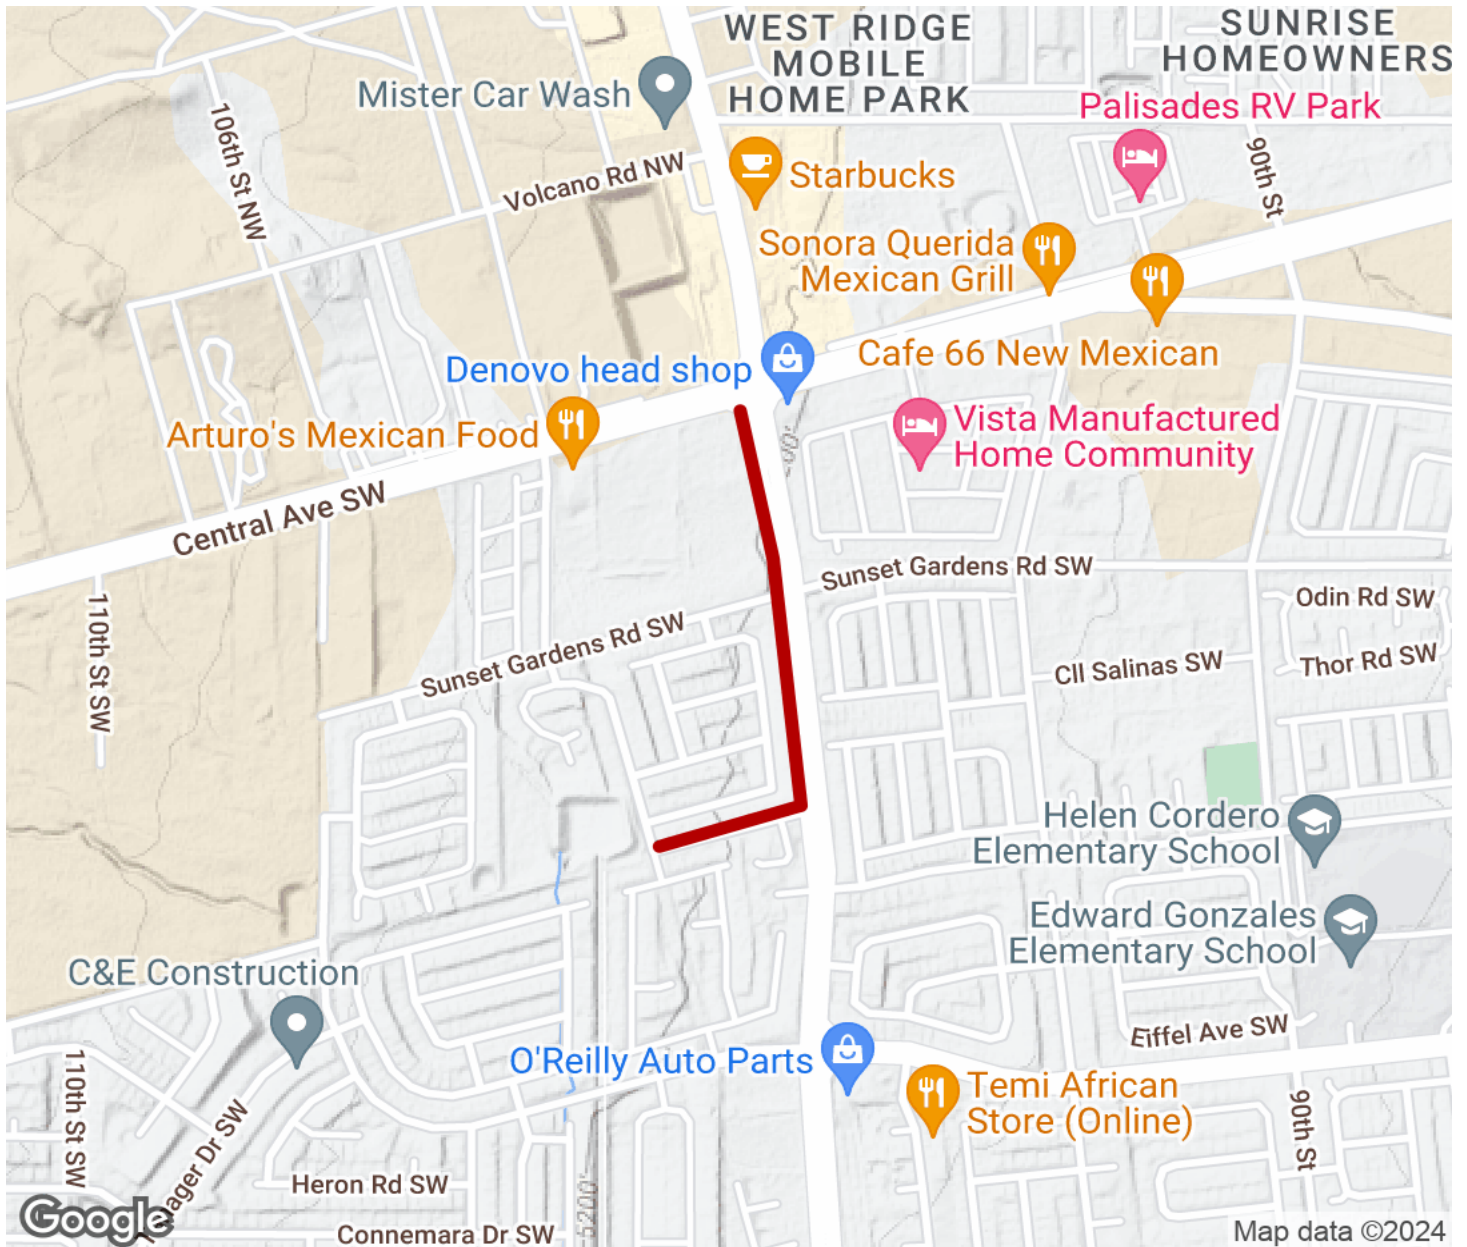 WEST RIDGE
MOBILE
HOME PARK
SUNRISE
HOMEOWNERS
Mister Car Wash
Palisades RV Park
106th St NW
Volcano Rd NW
Starbucks
90th St
Sonora Querida
Mexican Grill
Denovo head shop
Cafe 66 New Mexican
Arturo's Mexican Food
Vista Manufactured
Home Community
Central Ave SW
Sunset Gardens Rd SW
Odin Rd SW
110th St SW
Sunset Gardens Rd SW
Cll Salinas SW
Thor Rd SW
Helen Cordero
Elementary School
Edward Gonzales
Elementary School
C&E Construction
Eiffel Ave SW
O'Reilly Auto Parts
Temi African
Store (Online)
110th St SW
90th St
Heron Rd SW
5200'
Connemara Dr SW
Google
Map data ©2024